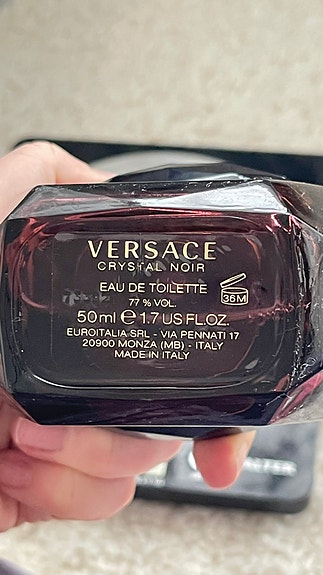 VERSACE
CRYSTAL NOIR
EAU DE TOILETTE
77 % VOL.
36M
50ml e 1.7 US FL.OZ.
EUROITALIA SRL - VIA PENNATI 17
20900 MONZA (MB) - ITALY
MADE IN ITALY